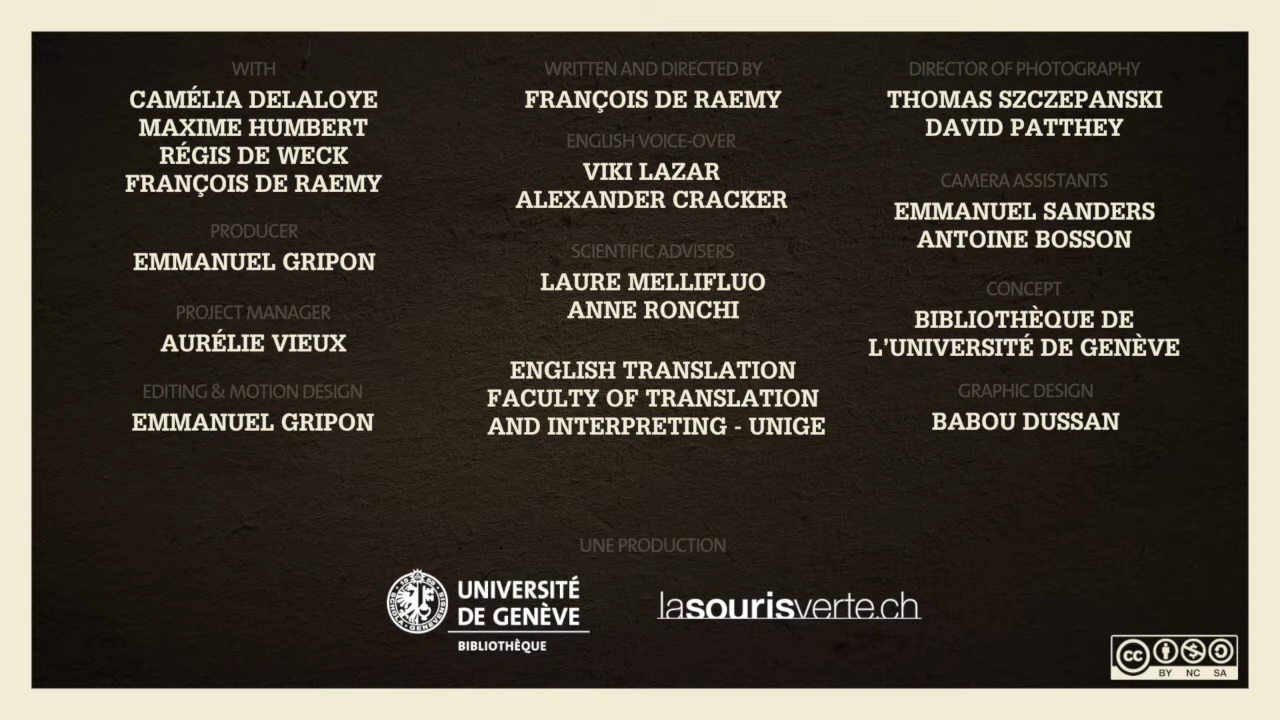 WITH
CAMÉLIA DELALOYE
MAXIME HUMBERT
RÉGIS DE WECK
FRANÇOIS DE RAEMY
PRODUCER
EMMANUEL GRIPON
PROJECT MANAGER
AURÉLIE VIEUX
EDITING & MOTION DESIGN
EMMANUEL GRIPON
WRITTEN AND DIRECTED BY
FRANÇOIS DE RAEMY
ENGLISH VOICE-OVER
VIKI LAZAR
ALEXANDER CRACKER
SCIENTIFIC ADVISERS
LAURE MELLIFLUO
ANNE RONCHI
ENGLISH TRANSLATION
FACULTY OF TRANSLATION
AND INTERPRETING - UNIGE
DIRECTOR OF PHOTOGRAPHY
THOMAS SZCZEPANSKI
DAVID PATTHEY
CAMERA ASSISTANTS
EMMANUEL SANDERS
ANTOINE BOSSON
CONCEPT
BIBLIOTHÈQUE DE
L'UNIVERSITÉ DE GENÈVE
GRAPHIC DESIGN
BABOU DUSSAN
UNE PRODUCTION
SCHOLA GENEVENSIS
1559
UNIVERSITÉ
DE GENÈVE
BIBLIOTHÈQUE
lasourisverte.ch
cc
BY NC SA